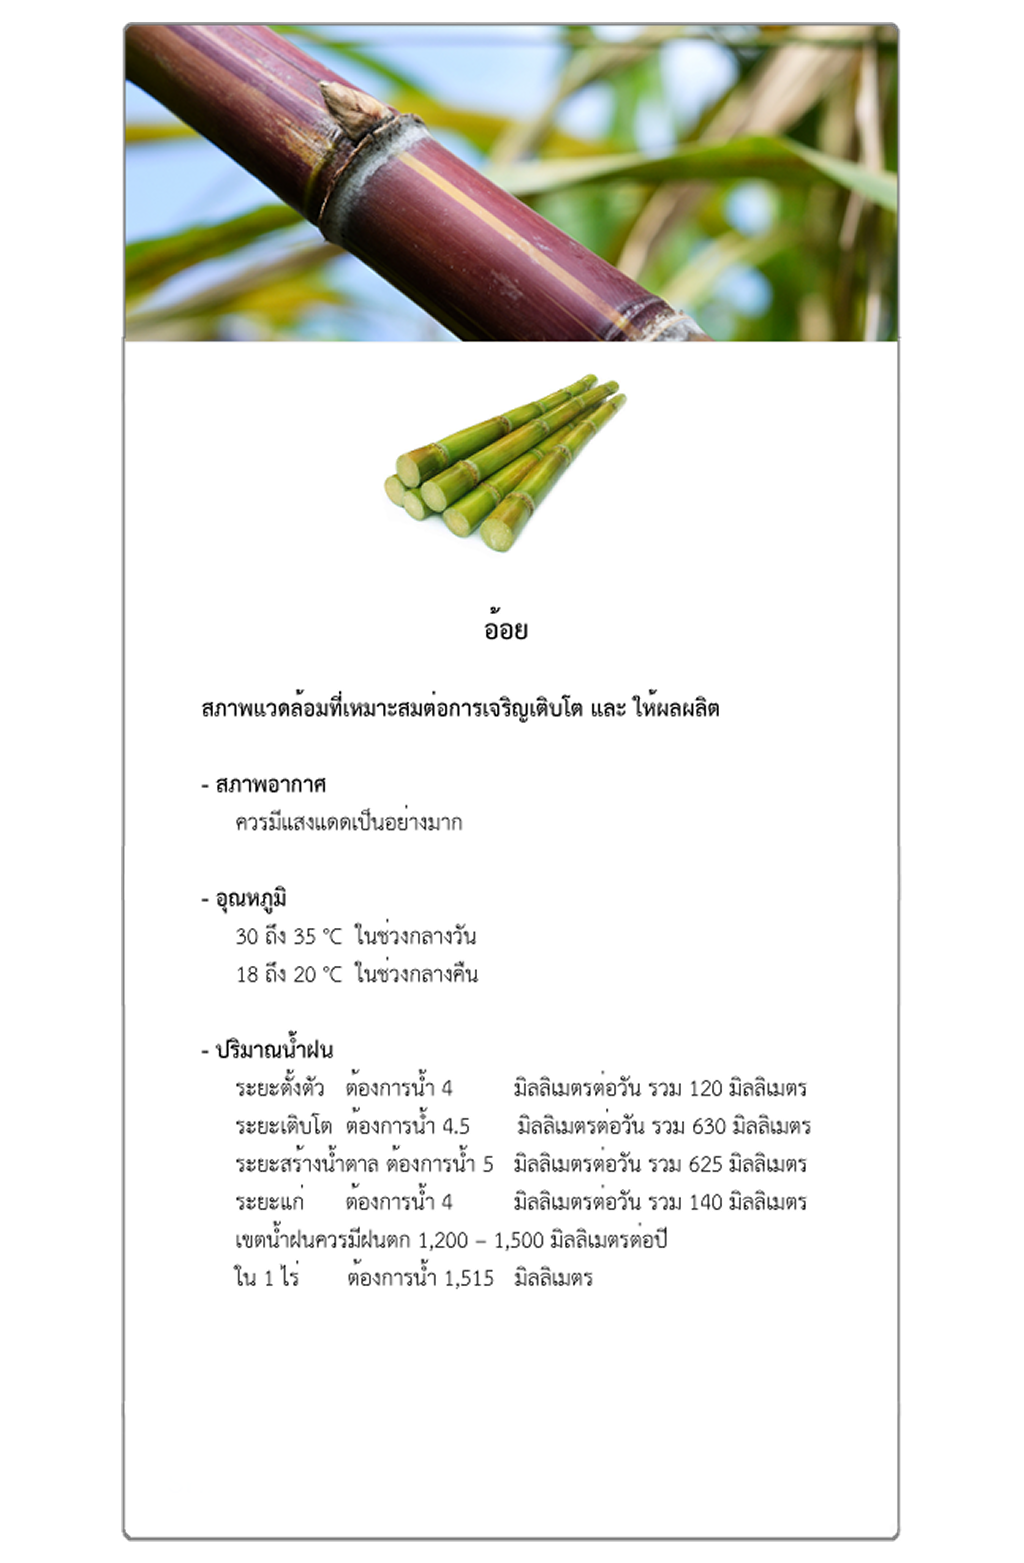 อ้อย
สภาพแวดล้อมที่เหมาะสมต่อการเจริญเติบโต และ ให้ผลผลิต
- สภาพอากาศ
ควรมีแสงแดดเป็นอย่างมาก
- อุณหภูมิ
30 ถึง 35 °C ในช่วงกลางวัน
18 ถึง 20 °C ในช่วงกลางคืน
- ปริมาณน้ำฝน
ระยะตั้งตัว ต้องการน้ำ 4 มิลลิเมตรต่อวัน รวม 120 มิลลิเมตร
ระยะเติบโต ต้องการน้ำ 4.5 มิลลิเมตรต่อวัน รวม 630 มิลลิเมตร
ระยะสร้างน้ำตาล ต้องการน้ำ 5 มิลลิเมตรต่อวัน รวม 625 มิลลิเมตร
ระยะแก่ ต้องการน้ำ 4 มิลลิเมตรต่อวัน รวม 140 มิลลิเมตร
เขตน้ำฝนควรมีฝนตก 1,200 – 1,500 มิลลิเมตรต่อปี
ใน 1 ไร่ ต้องการน้ำ 1,515 มิลลิเมตร